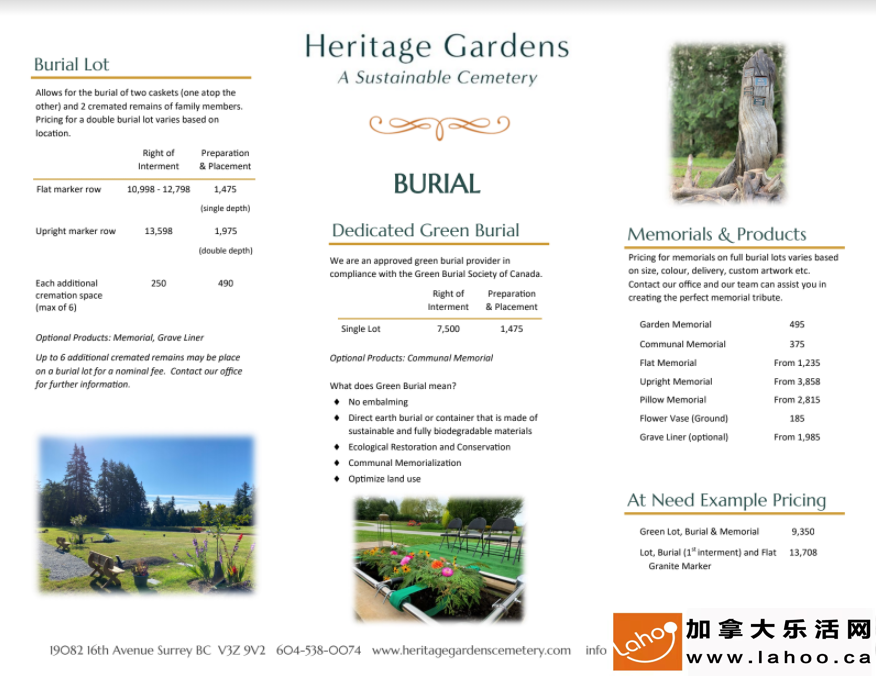 Heritage Gardens
A Sustainable Cemetery
BURIAL
Burial Lot
Allows for the burial of two caskets (one atop the
other) and 2 cremated remains of family members.
Pricing for a double burial lot varies based on
location.
Right of Preparation
Interment & Placement
Flat marker row 10,998 - 12,798 1,475
(single depth)
Upright marker row 13,598 1,975
(double depth)
Each additional 250 490
cremation space
(max of 6)
Optional Products: Memorial, Grave Liner
Up to 6 additional cremated remains may be place
on a burial lot for a nominal fee. Contact our office
for further information.
Dedicated Green Burial
We are an approved green burial provider in
compliance with the Green Burial Society of Canada.
Right of Preparation
Interment & Placement
Single Lot 7,500 1,475
Optional Products: Communal Memorial
What does Green Burial mean?
♦ No embalming
♦ Direct earth burial or container that is made of
sustainable and fully biodegradable materials
♦ Ecological Restoration and Conservation
♦ Communal Memorialization
♦ Optimize land use
Memorials & Products
Pricing for memorials on full burial lots varies based
on size, colour, delivery, custom artwork etc.
Contact our office and our team can assist you in
creating the perfect memorial tribute.
Garden Memorial 495
Communal Memorial 375
Flat Memorial From 1,235
Upright Memorial From 3,858
Pillow Memorial From 2,815
Flower Vase (Ground) 185
Grave Liner (optional) From 1,985
At Need Example Pricing
Green Lot, Burial & Memorial 9,350
Lot, Burial (1st interment) and Flat 13,708
Granite Marker
19082 16th Avenue Surrey BC V3Z 9V2 604-538-0074 www.heritagegardenscemetery.com info
Lahoo
加拿大乐活网
www.lahoo.ca